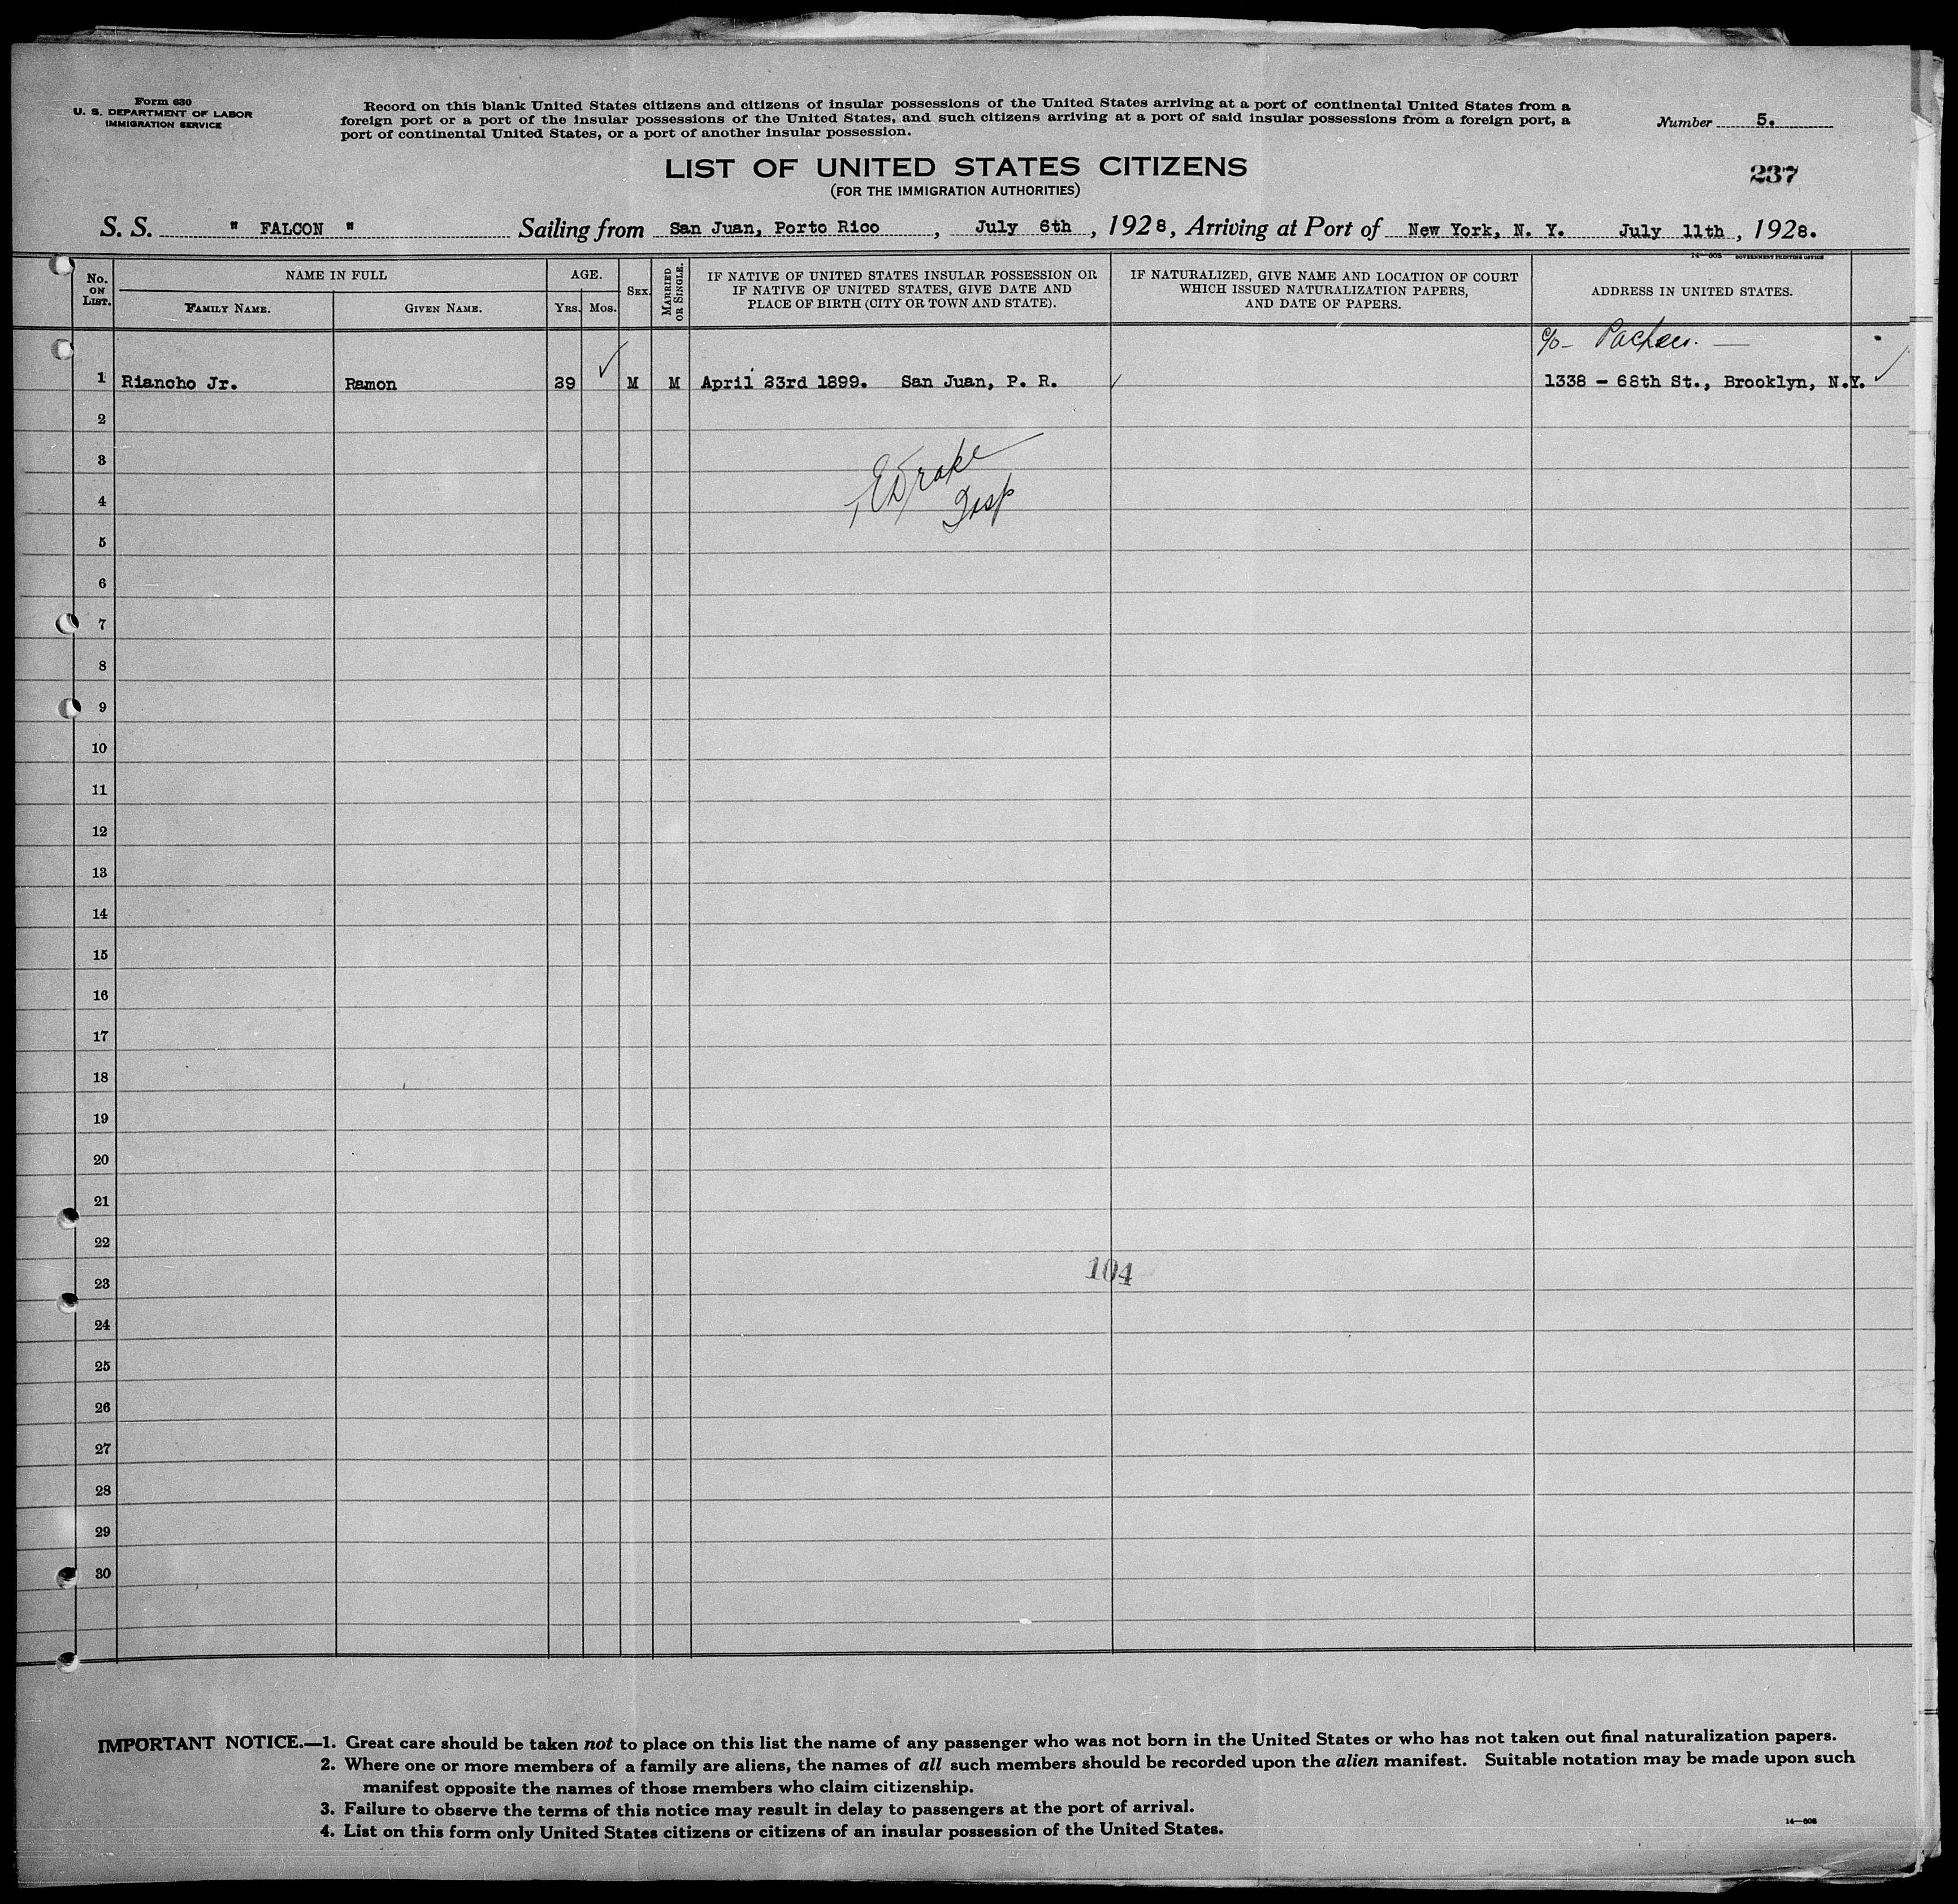 Form 630
U. S. DEPARTMENT OF LABOR
IMMIGRATION SERVICE
Record on this blank United States citizens and citizens of insular possessions of the United States arriving at a port of continental United States from a
foreign port or a port of the insular possessions of the United States, and such citizens arriving at a port of said insular possessions from a foreign port, a
port of continental United States, or a port of another insular possession.
Number 5.
LIST OF UNITED STATES CITIZENS
(FOR THE IMMIGRATION AUTHORITIES)
237
S. S. " FALCON " Sailing from San Juan, Porto Rico, July 6th, 1928, Arriving at Port of New York, N. Y. July 11th, 1928.
14—608 GOVERNMENT PRINTING OFFICE
No. ON LIST.
NAME IN FULL
FAMILY NAME.
GIVEN NAME.
AGE.
YRS.
MOS.
SEX.
MARRIED OR SINGLE.
IF NATIVE OF UNITED STATES INSULAR POSSESSION OR
IF NATIVE OF UNITED STATES, GIVE DATE AND
PLACE OF BIRTH (CITY OR TOWN AND STATE).
IF NATURALIZED, GIVE NAME AND LOCATION OF COURT
WHICH ISSUED NATURALIZATION PAPERS,
AND DATE OF PAPERS.
ADDRESS IN UNITED STATES.
c/o —
1 Riancho Jr. Ramon 29 ✓ M M April 23rd 1899. San Juan, P. R. ✓ 1338 - 68th St., Brooklyn, N.Y. ✓
2
3
EDrake
4
Insp
5
6
7
8
9
10
11
12
13
14
15
16
17
18
19
20
21
22
104
23
24
25
26
27
28
29
30
IMPORTANT NOTICE.—1. Great care should be taken not to place on this list the name of any passenger who was not born in the United States or who has not taken out final naturalization papers.
2. Where one or more members of a family are aliens, the names of all such members should be recorded upon the alien manifest. Suitable notation may be made upon such
manifest opposite the names of those members who claim citizenship.
3. Failure to observe the terms of this notice may result in delay to passengers at the port of arrival.
4. List on this form only United States citizens or citizens of an insular possession of the United States.
14—608